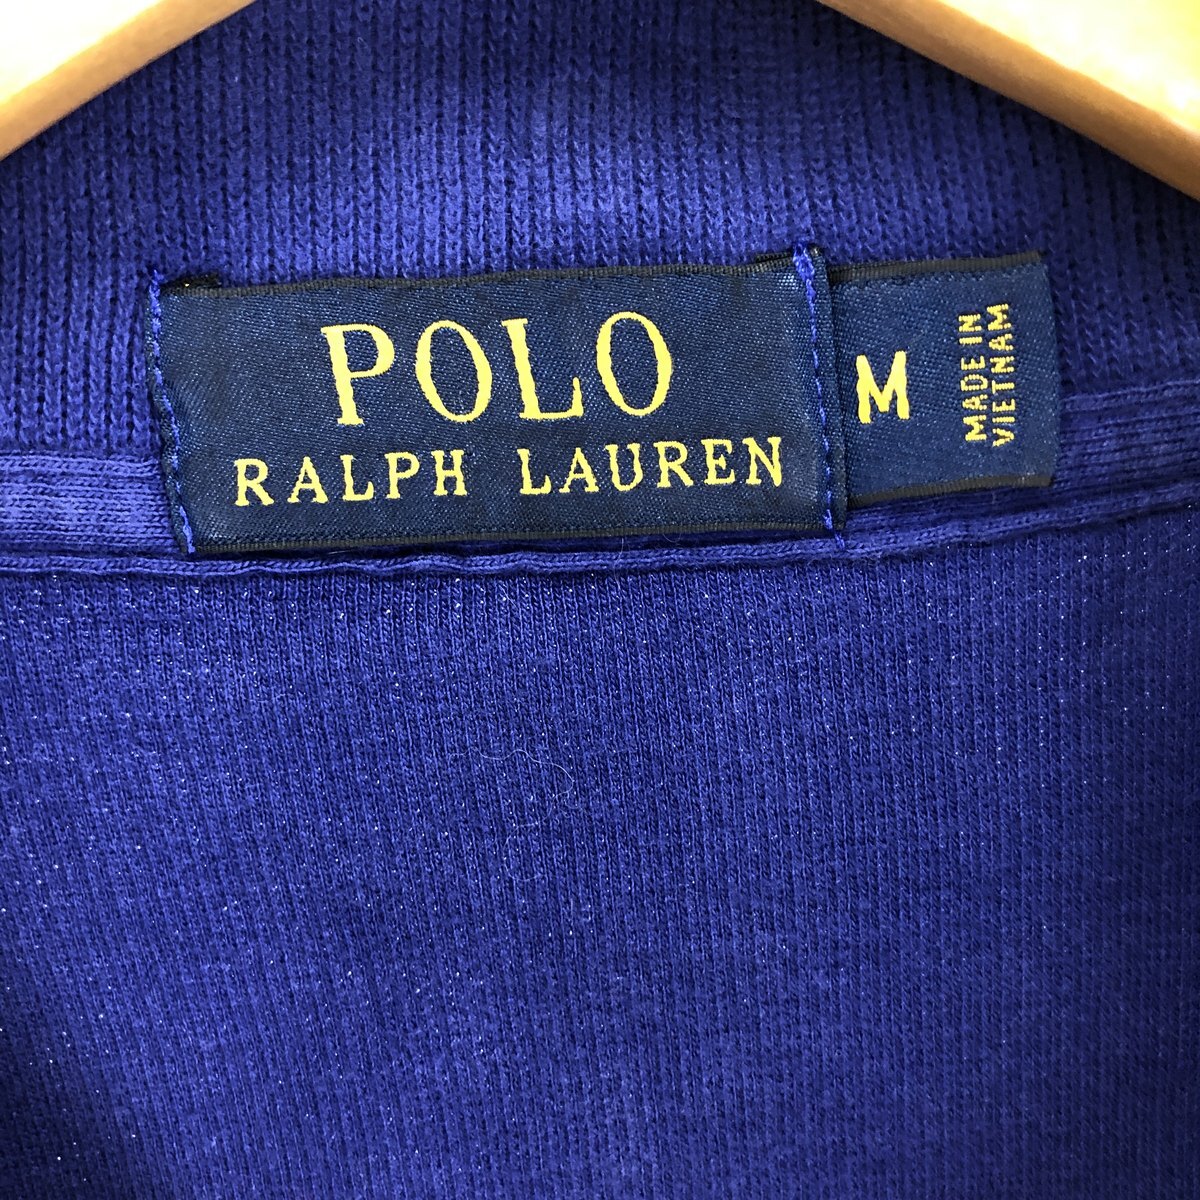 POLO
RALPH LAUREN
M
MADE IN
VIETNAM